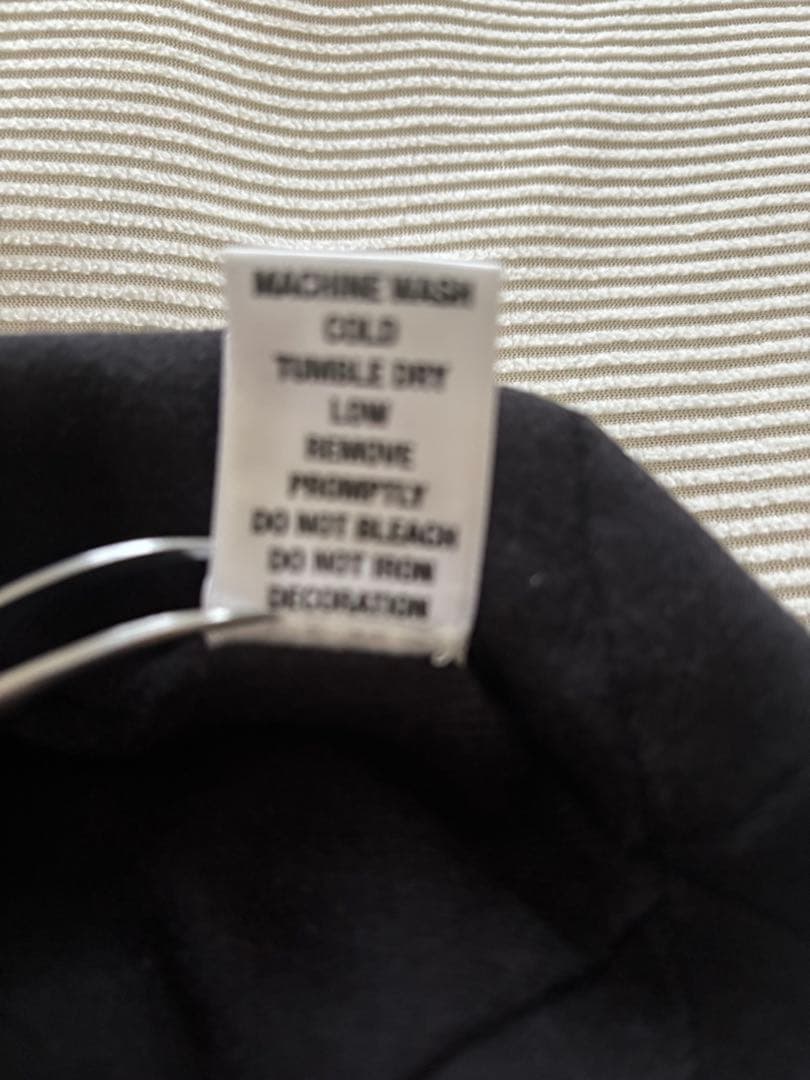 MACHINE WASH
COLD
TUMBLE DRY
LOW
REMOVE
PROMPTLY
DO NOT BLEACH
DO NOT IRON
DECORATION